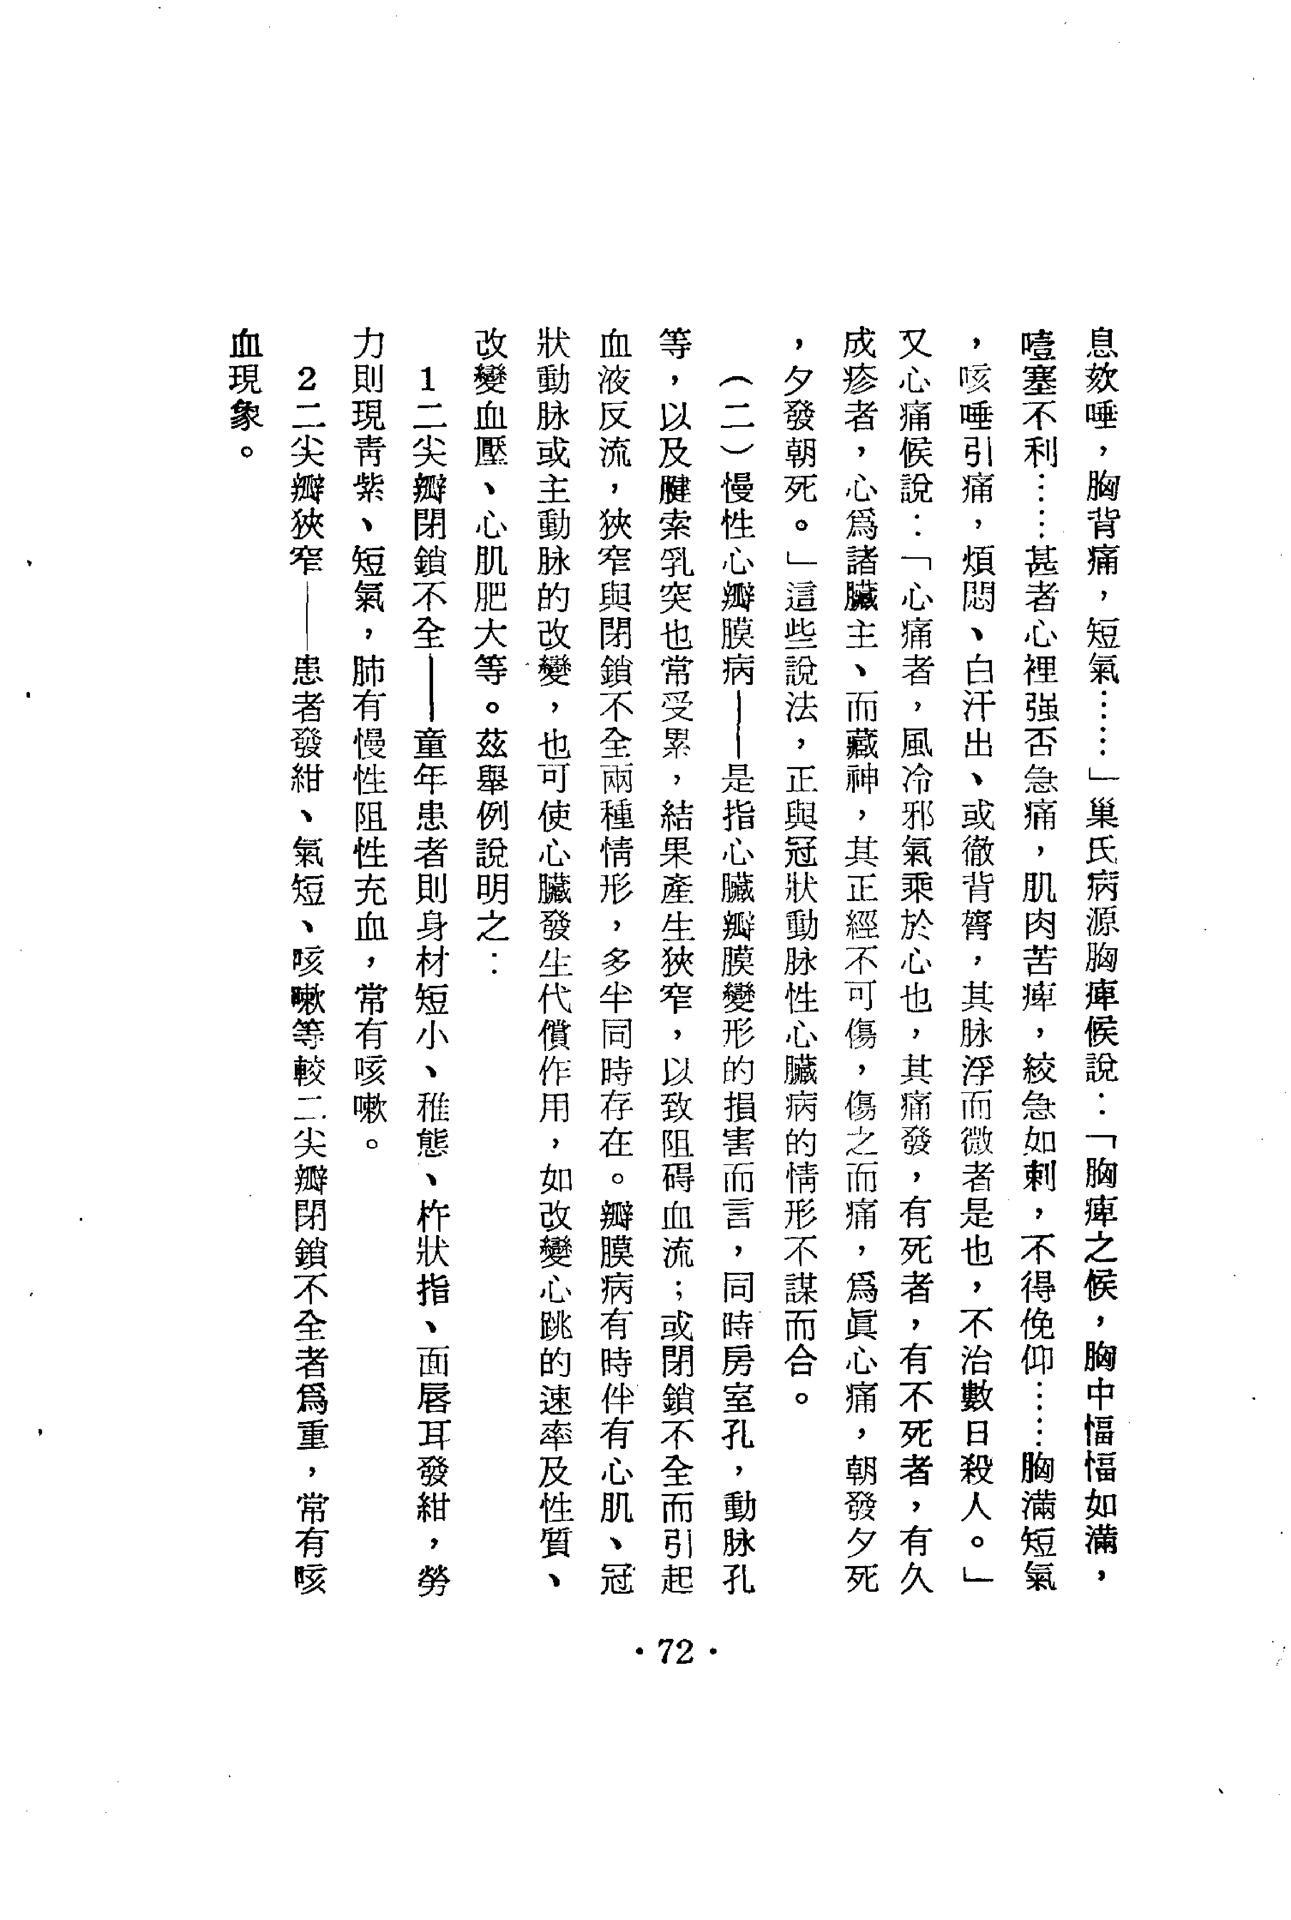 息欬唾，胸背痛，短氣……」巢氏病源胸痺候說：「胸痺之候，胸中愊愊如滿，
噎塞不利……甚者心裡强否急痛，肌肉苦痺，絞急如刺，不得俛仰……胸滿短氣
，咳唾引痛，煩悶、白汗出、或徹背膂，其脉浮而微者是也，不治數日殺人。」
又心痛候說：「心痛者，風冷邪氣乘於心也，其痛發，有死者，有不死者，有久
成疹者，心爲諸臟主、而藏神，其正經不可傷，傷之而痛，爲眞心痛，朝發夕死
，夕發朝死。」這些說法，正與冠狀動脉性心臟病的情形不謀而合。
（二）慢性心瓣膜病——是指心臟瓣膜變形的損害而言，同時房室孔，動脉孔
等，以及腱索乳突也常受累，結果產生狹窄，以致阻碍血流；或閉鎖不全而引起
血液反流，狹窄與閉鎖不全兩種情形，多半同時存在。瓣膜病有時伴有心肌、冠
狀動脉或主動脉的改變，也可使心臟發生代償作用，如改變心跳的速率及性質、
改變血壓、心肌肥大等。茲舉例說明之：
1二尖瓣閉鎖不全——童年患者則身材短小、稚態、杵狀指、面唇耳發紺，勞
力則現靑紫、短氣，肺有慢性阻性充血，常有咳嗽。
2二尖瓣狹窄——患者發紺、氣短、咳嗽等較二尖瓣閉鎖不全者爲重，常有咳
血現象。
·72·